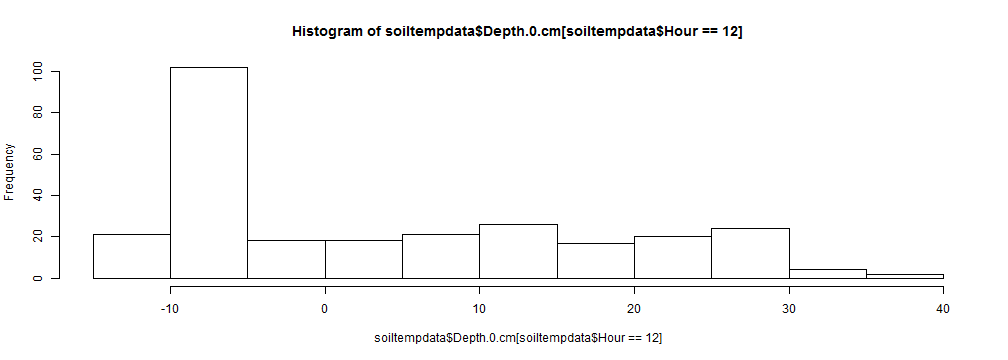 Histogram of soiltempdata$Depth.0.cm[soiltempdata$Hour == 12]
Frequency
100
80
60
40
20
0
-10 0 10 20 30 40
soiltempdata$Depth.0.cm[soiltempdata$Hour == 12]